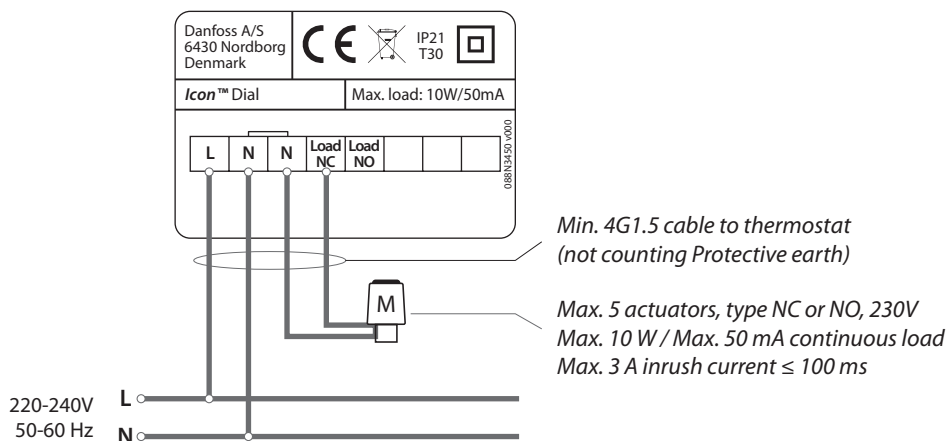 Danfoss A/S
6430 Nordborg
Denmark
CE
IP21
T30
Icon™ Dial
Max. load: 10W/50mA
L N N Load NC Load NO
088N3450 v000
Min. 4G1.5 cable to thermostat
(not counting Protective earth)
M
Max. 5 actuators, type NC or NO, 230V
Max. 10 W / Max. 50 mA continuous load
Max. 3 A inrush current ≤ 100 ms
220-240V
50-60 Hz
L
N